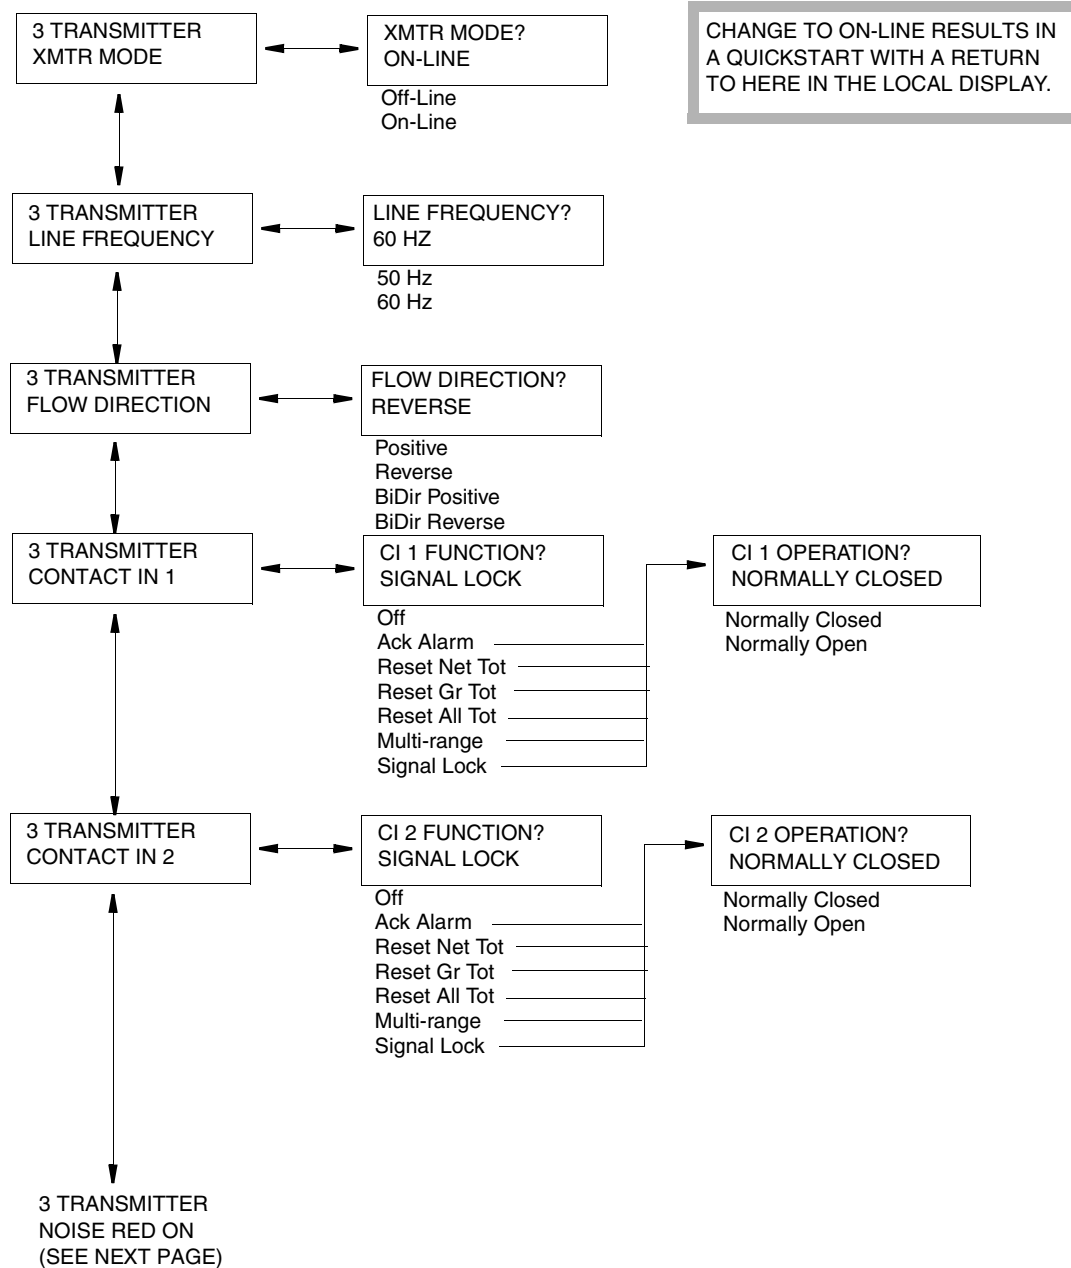 3 TRANSMITTER
XMTR MODE
XMTR MODE?
ON-LINE
Off-Line
On-Line
CHANGE TO ON-LINE RESULTS IN
A QUICKSTART WITH A RETURN
TO HERE IN THE LOCAL DISPLAY.
3 TRANSMITTER
LINE FREQUENCY
LINE FREQUENCY?
60 HZ
50 Hz
60 Hz
3 TRANSMITTER
FLOW DIRECTION
FLOW DIRECTION?
REVERSE
Positive
Reverse
BiDir Positive
BiDir Reverse
3 TRANSMITTER
CONTACT IN 1
CI 1 FUNCTION?
SIGNAL LOCK
Off
Ack Alarm
Reset Net Tot
Reset Gr Tot
Reset All Tot
Multi-range
Signal Lock
CI 1 OPERATION?
NORMALLY CLOSED
Normally Closed
Normally Open
3 TRANSMITTER
CONTACT IN 2
CI 2 FUNCTION?
SIGNAL LOCK
Off
Ack Alarm
Reset Net Tot
Reset Gr Tot
Reset All Tot
Multi-range
Signal Lock
CI 2 OPERATION?
NORMALLY CLOSED
Normally Closed
Normally Open
3 TRANSMITTER
NOISE RED ON
(SEE NEXT PAGE)